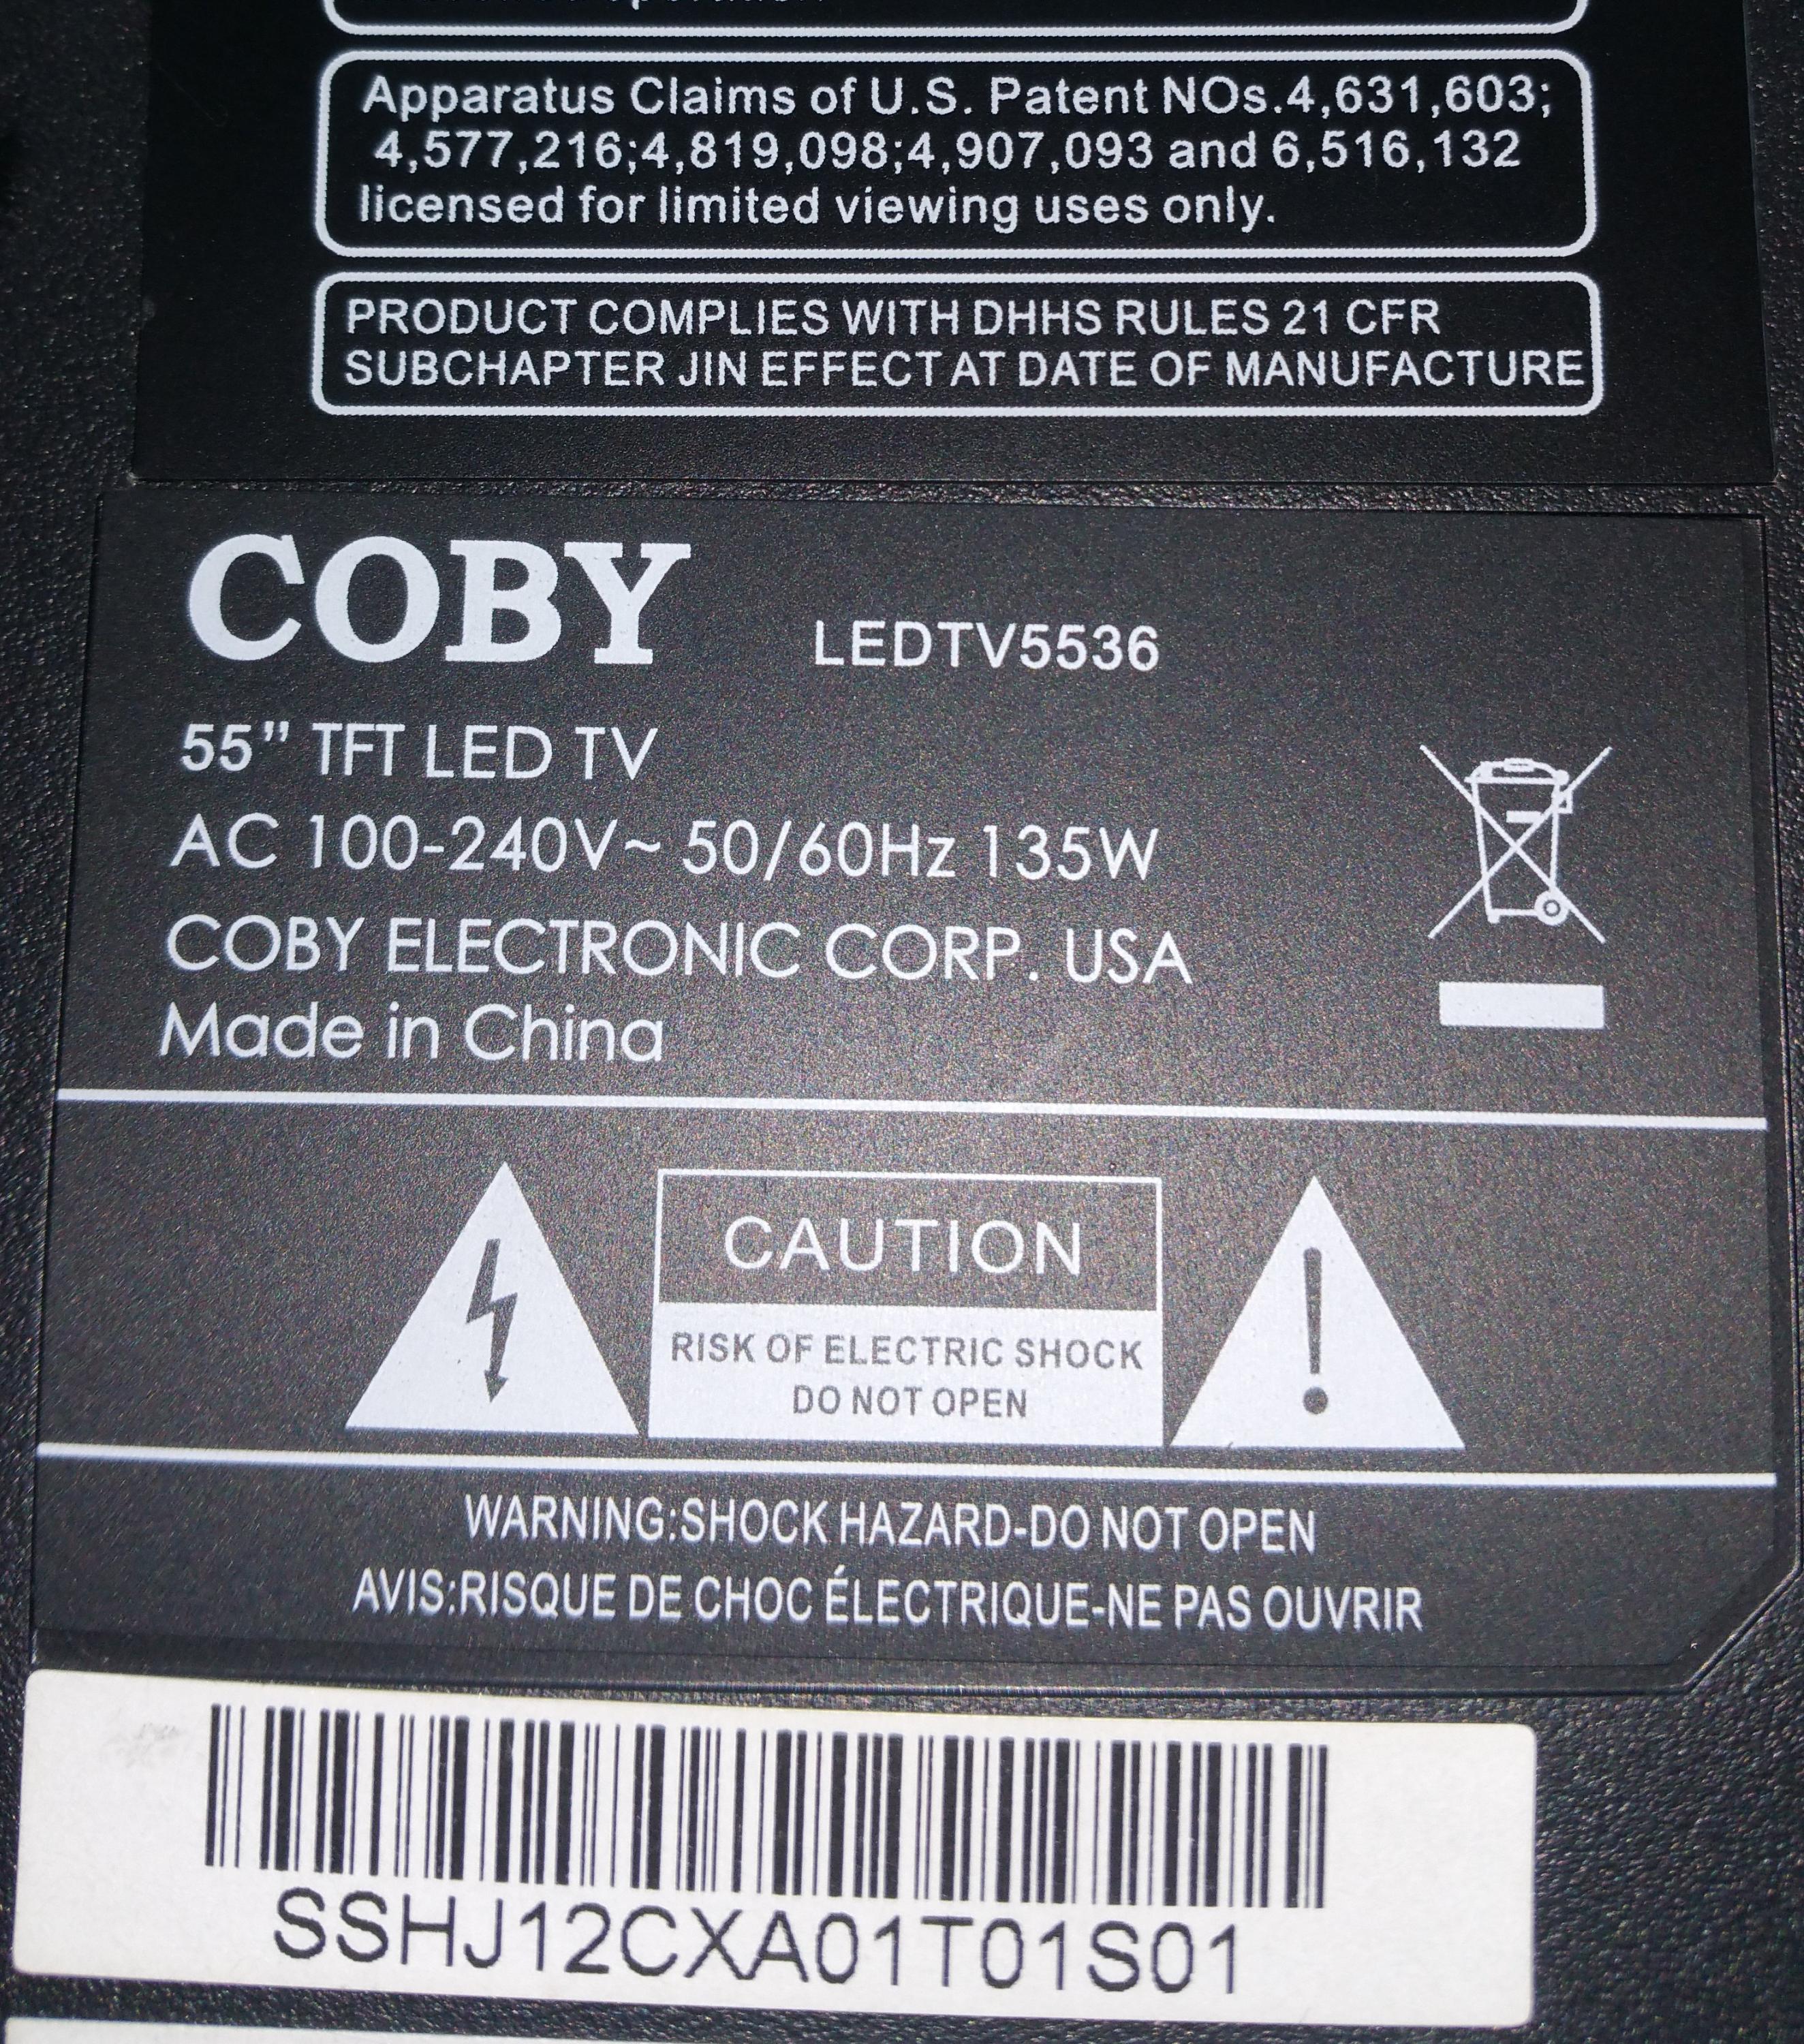 Apparatus Claims of U.S. Patent NOs.4,631,603;
4,577,216;4,819,098;4,907,093 and 6,516,132
licensed for limited viewing uses only.
PRODUCT COMPLIES WITH DHHS RULES 21 CFR
SUBCHAPTER JIN EFFECT AT DATE OF MANUFACTURE
COBY LEDTV5536
55" TFT LED TV
AC 100-240V~ 50/60Hz 135W
COBY ELECTRONIC CORP. USA
Made in China
CAUTION
RISK OF ELECTRIC SHOCK
DO NOT OPEN
WARNING:SHOCK HAZARD-DO NOT OPEN
AVIS:RISQUE DE CHOC ÉLECTRIQUE-NE PAS OUVRIR
SSHJ12CXA01T01S01